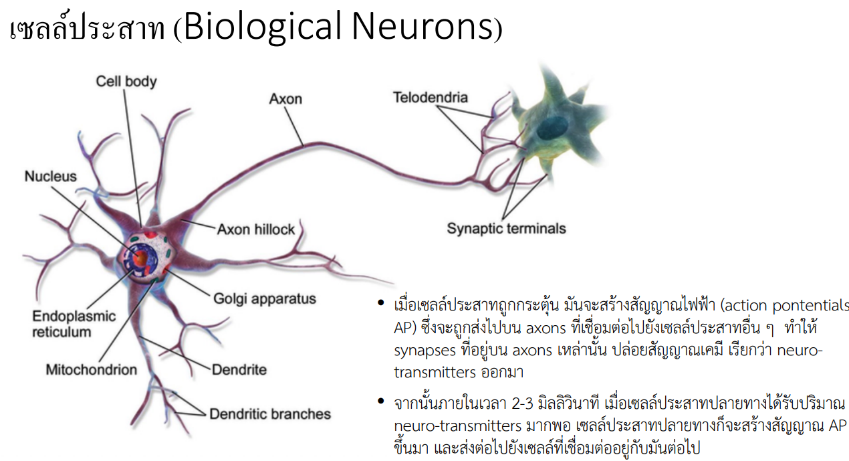 เซลล์ประสาท (Biological Neurons)
Cell body
Axon
Telodendria
Nucleus
Axon hillock
Synaptic terminals
Golgi apparatus
Endoplasmic
reticulum
Mitochondrion
Dendrite
Dendritic branches
• เมื่อเซลล์ประสาทถูกกระตุ้น มันจะสร้างสัญญาณไฟฟ้า (action pontentials
AP) ซึ่งจะถูกส่งไปบน axons ที่เชื่อมต่อไปยังเซลล์ประสาทอื่น ๆ ทำให้
synapses ที่อยู่บน axons เหล่านั้น ปล่อยสัญญาณเคมี เรียกว่า neuro-
transmitters ออกมา
• จากนั้นภายในเวลา 2-3 มิลลิวินาที เมื่อเซลล์ประสาทปลายทางได้รับปริมาณ
neuro-transmitters มากพอ เซลล์ประสาทปลายทางก็จะสร้างสัญญาณ AP
ขึ้นมา และส่งต่อไปยังเซลล์ที่เชื่อมต่ออยู่กับมันต่อไป